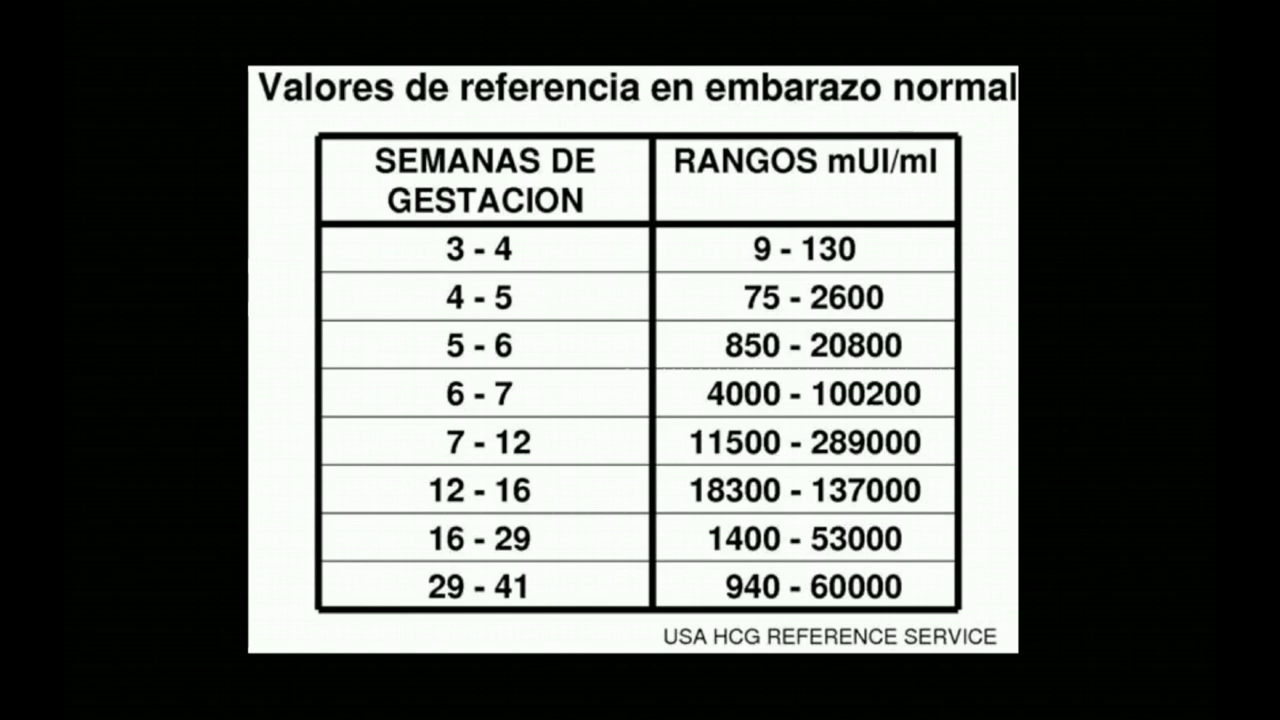 Valores de referencia en embarazo normal
SEMANAS DE GESTACION
RANGOS mUI/ml
3 - 4 9 - 130
4 - 5 75 - 2600
5 - 6 850 - 20800
6 - 7 4000 - 100200
7 - 12 11500 - 289000
12 - 16 18300 - 137000
16 - 29 1400 - 53000
29 - 41 940 - 60000
USA HCG REFERENCE SERVICE